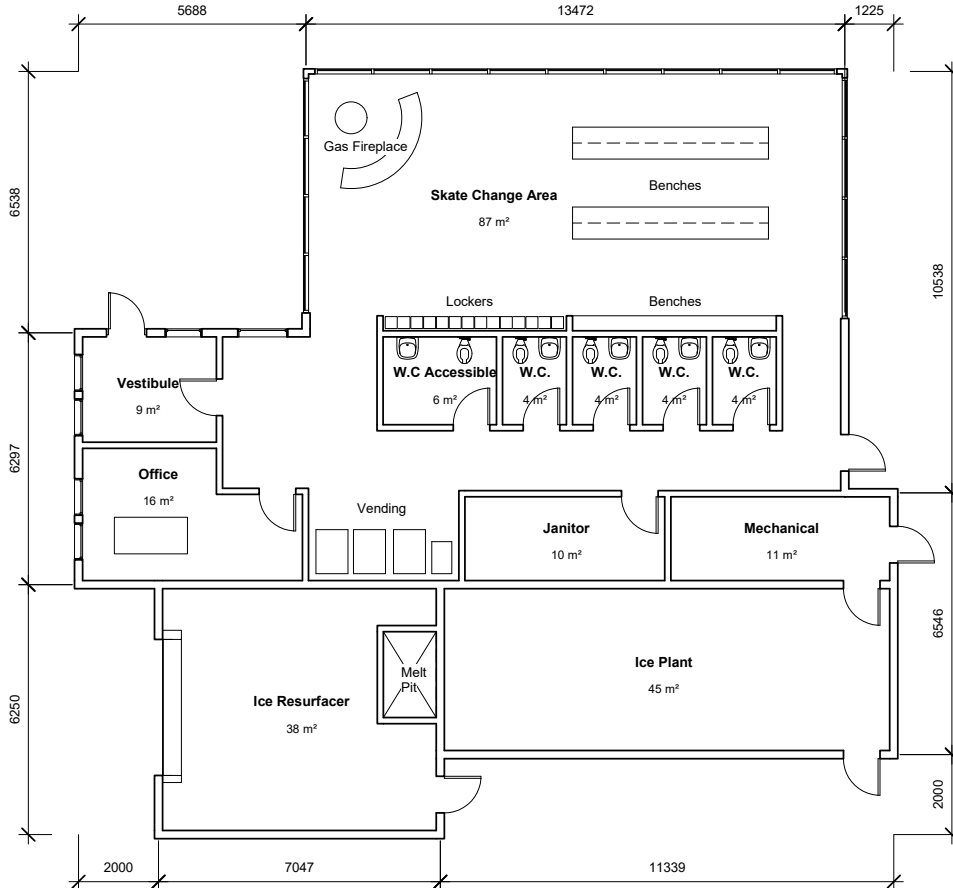 5688
13472
1225
6538
10538
Gas Fireplace
Skate Change Area
87 m²
Benches
Lockers
Benches
W.C Accessible
6 m²
W.C.
4 m²
W.C.
4 m²
W.C.
4 m²
W.C.
4 m²
Vestibule
9 m²
6297
Office
16 m²
Vending
Janitor
10 m²
Mechanical
11 m²
6546
Ice Plant
45 m²
Melt
Pit
Ice Resurfacer
38 m²
6250
2000
2000
7047
11339